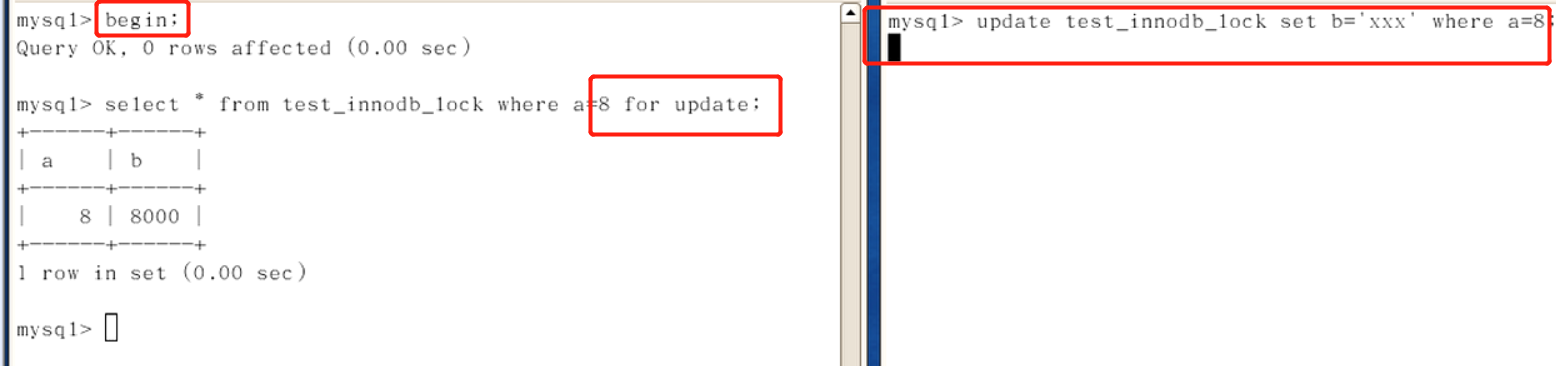 mysql> begin;
Query OK, 0 rows affected (0.00 sec)
mysql> select * from test_innodb_lock where a=8 for update;
+------+------+
| a    | b    |
+------+------+
|    8 | 8000 |
+------+------+
1 row in set (0.00 sec)
mysql>
mysql> update test_innodb_lock set b='xxx' where a=8;